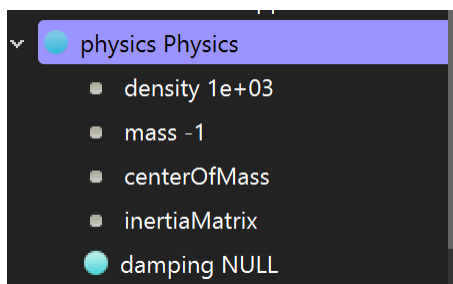 physics Physics
density 1e+03
mass -1
centerOfMass
inertiaMatrix
damping NULL